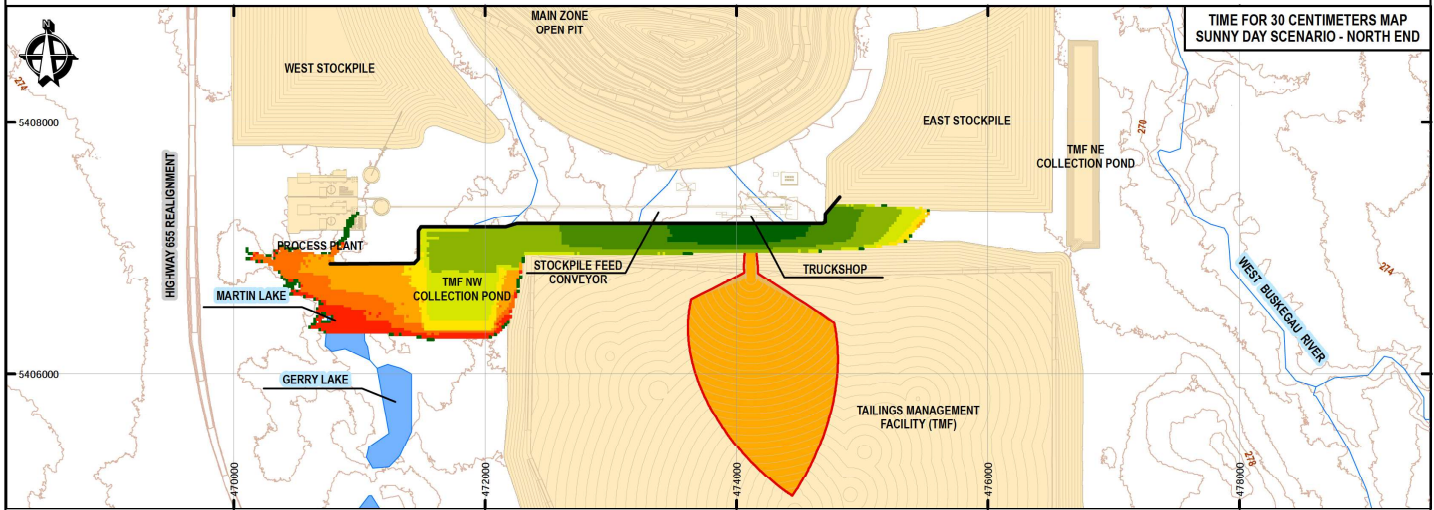 TIME FOR 30 CENTIMETERS MAP
SUNNY DAY SCENARIO - NORTH END
MAIN ZONE
OPEN PIT
WEST STOCKPILE
274
5408000
EAST STOCKPILE
270
TMF NE
COLLECTION POND
HIGHWAY 655 REALIGNMENT
PROCESS PLANT
STOCKPILE FEED
CONVEYOR
TRUCKSHOP
274
TMF NW
COLLECTION POND
MARTIN LAKE
WEST BUSKEGAU RIVER
5406000
GERRY LAKE
TAILINGS MANAGEMENT
FACILITY (TMF)
278
470000
472000
474000
476000
478000